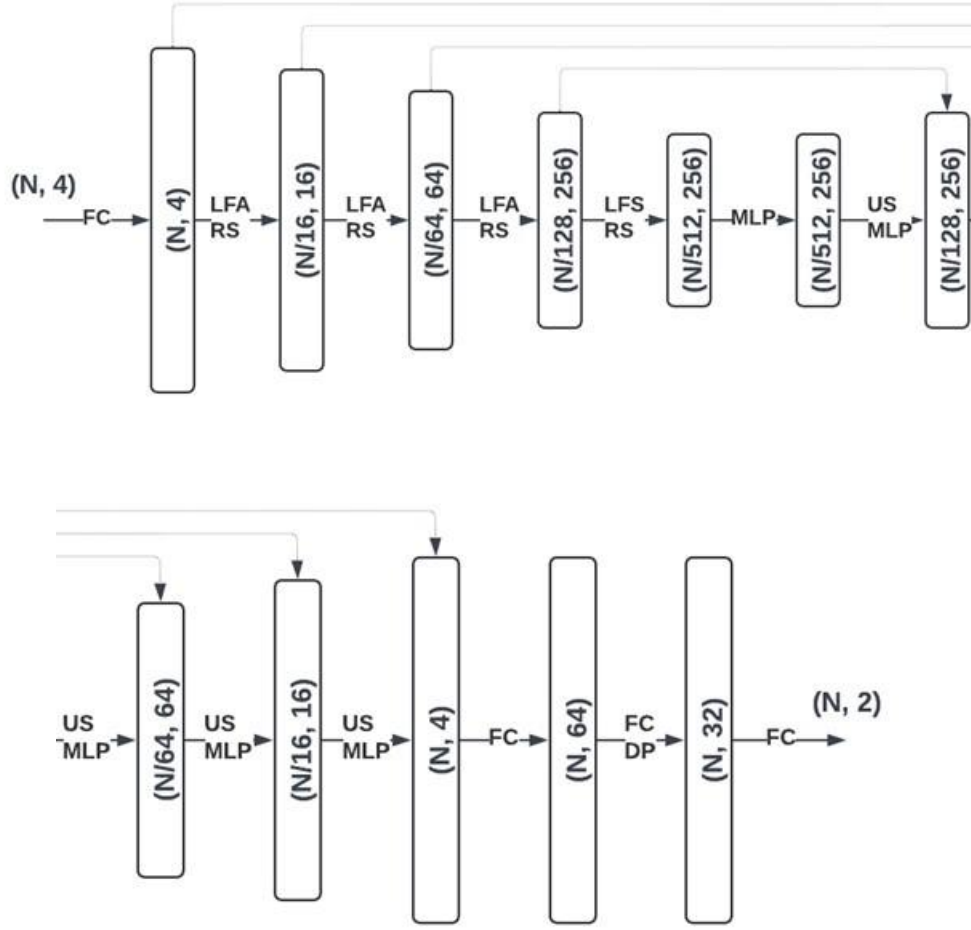 (N, 4)
FC
(N, 4)
LFA
RS
(N/16, 16)
LFA
RS
(N/64, 64)
LFA
RS
(N/128, 256)
LFS
RS
(N/512, 256)
MLP
(N/512, 256)
US
MLP
(N/128, 256)
US
MLP
(N/64, 64)
US
MLP
(N/16, 16)
US
MLP
(N, 4)
FC
(N, 64)
FC
DP
(N, 32)
FC
(N, 2)